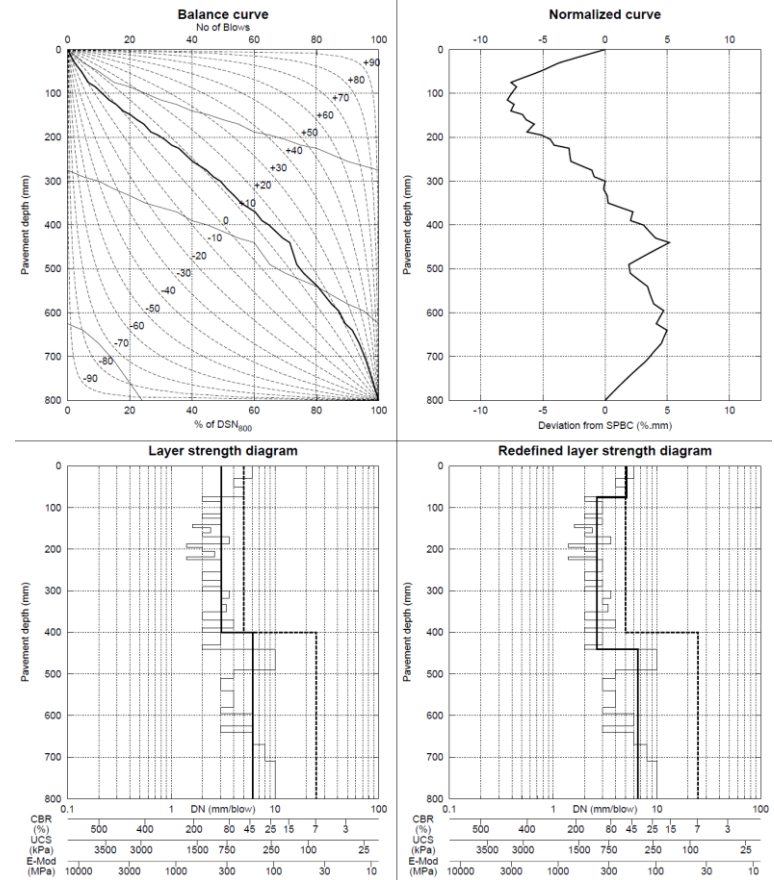 Balance curve
No of Blows
0 20 40 60 80 100
0
100
200
300
400
500
600
700
800
Pavement depth (mm)
+90
+80
+70
+60
+50
+40
+30
+20
+10
0
-10
-20
-30
-40
-50
-60
-70
-80
-90
0 20 40 60 80 100
% of DSN800
Normalized curve
-10 -5 0 5 10
0
100
200
300
400
500
600
700
800
Pavement depth (mm)
-10 -5 0 5 10
Deviation from SPBC (%.mm)
Layer strength diagram
0
100
200
300
400
500
600
700
800
Pavement depth (mm)
0.1 1 10 100
DN (mm/blow)
CBR
(%) 500 400 200 80 45 25 15 7 3
UCS
(kPa) 3500 3000 1500 750 250 100 25
E-Mod
(MPa) 10000 3000 1000 300 100 30 10
Redefined layer strength diagram
0
100
200
300
400
500
600
700
800
Pavement depth (mm)
0.1 1 10 100
DN (mm/blow)
CBR
(%) 500 400 200 80 45 25 15 7 3
UCS
(kPa) 3500 3000 1500 750 250 100 25
E-Mod
(MPa) 10000 3000 1000 300 100 30 10